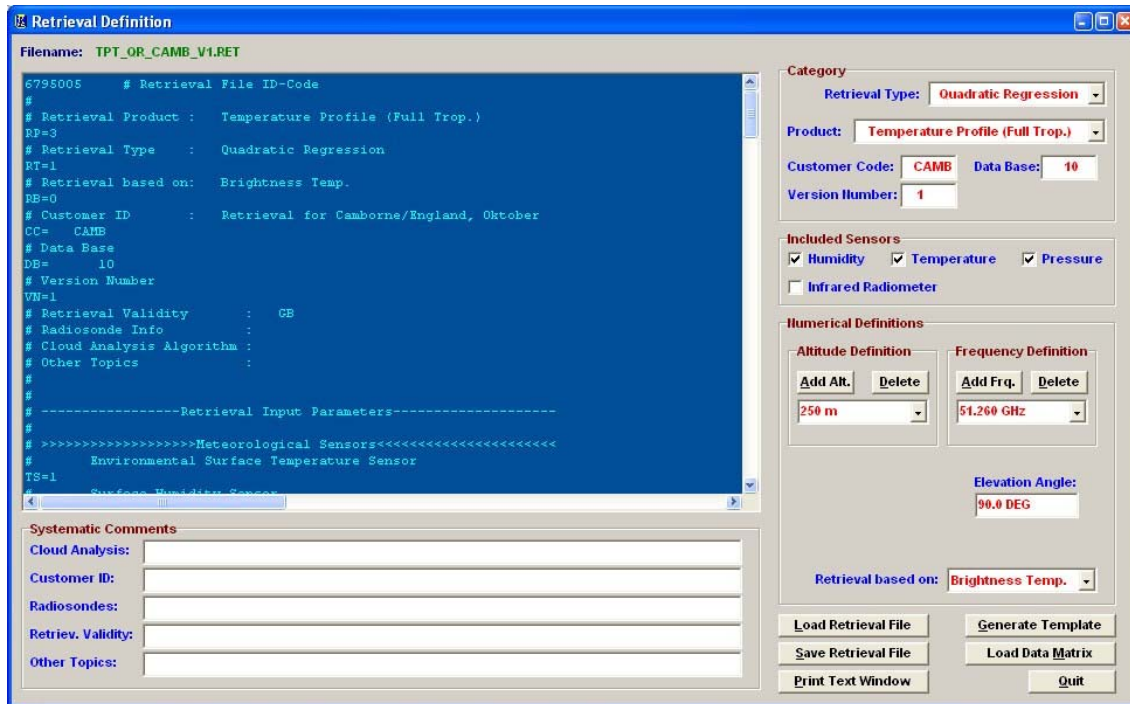 Retrieval Definition
Filename: TPT_QR_CAMB_V1.RET
6795005 # Retrieval File ID-Code
#
# Retrieval Product : Temperature Profile (Full Trop.)
RP=3
# Retrieval Type : Quadratic Regression
RT=1
# Retrieval based on: Brightness Temp.
RB=0
# Customer ID : Retrieval for Camborne/England, Oktober
CC= CAMB
# Data Base
DB= 10
# Version Number
VN=1
# Retrieval Validity : GB
# Radiosonde Info :
# Cloud Analysis Algorithm :
# Other Topics :
#
#
# -----------------Retrieval Input Parameters--------------------
#
# >>>>>>>>>>>>>>>>>>>Meteorological Sensors<<<<<<<<<<<<<<<<<<<<<<
# Environmental Surface Temperature Sensor
TS=1
# Surface Humidity Sensor
Systematic Comments
Cloud Analysis:
Customer ID:
Radiosondes:
Retriev. Validity:
Other Topics:
Category
Retrieval Type: Quadratic Regression
Product: Temperature Profile (Full Trop.)
Customer Code: CAMB Data Base: 10
Version Number: 1
Included Sensors
Humidity Temperature Pressure
Infrared Radiometer
Numerical Definitions
Altitude Definition Frequency Definition
Add Alt. Delete Add Frq. Delete
250 m 51.260 GHz
Elevation Angle:
90.0 DEG
Retrieval based on: Brightness Temp.
Load Retrieval File Generate Template
Save Retrieval File Load Data Matrix
Print Text Window Quit